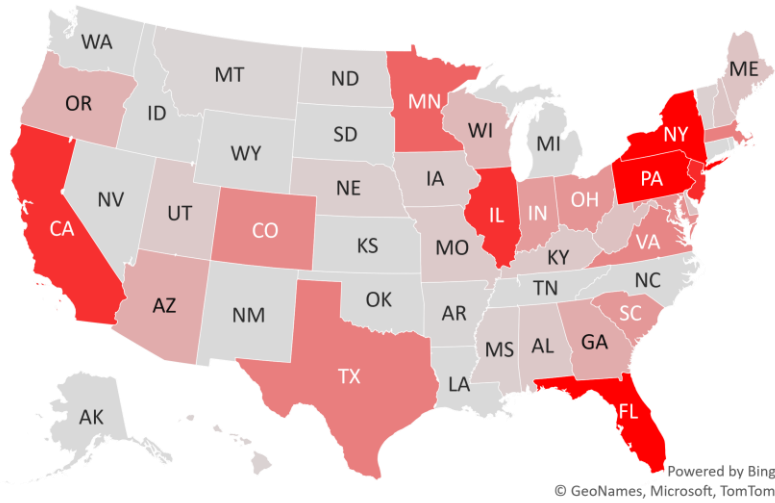 WA
MT
ND
ME
OR
ID
MN
WI
SD
MI
NY
WY
PA
IA
NE
NV
OH
IL
IN
UT
CA
CO
VA
KS
MO
KY
NC
TN
OK
AZ
NM
AR
SC
MS
AL
GA
TX
LA
AK
FL
Powered by Bing
© GeoNames, Microsoft, TomTom